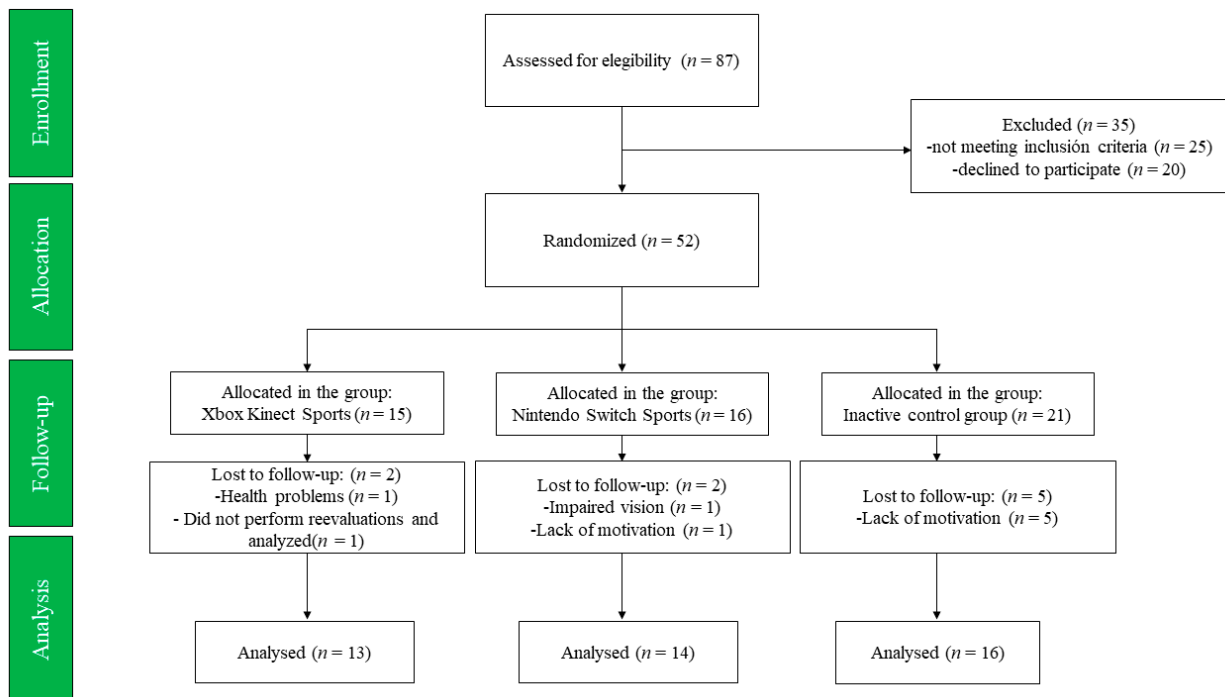 Enrollment
Assessed for elegibility (n = 87)
Excluded (n = 35)
-not meeting inclusión criteria (n = 25)
-declined to participate (n = 20)
Allocation
Randomized (n = 52)
Follow-up
Allocated in the group:
Xbox Kinect Sports (n = 15)
Allocated in the group:
Nintendo Switch Sports (n = 16)
Allocated in the group:
Inactive control group (n = 21)
Lost to follow-up: (n = 2)
-Health problems (n = 1)
- Did not perform reevaluations and
analyzed(n = 1)
Lost to follow-up: (n = 2)
-Impaired vision (n = 1)
-Lack of motivation (n = 1)
Lost to follow-up: (n = 5)
-Lack of motivation (n = 5)
Analysis
Analysed (n = 13)
Analysed (n = 14)
Analysed (n = 16)